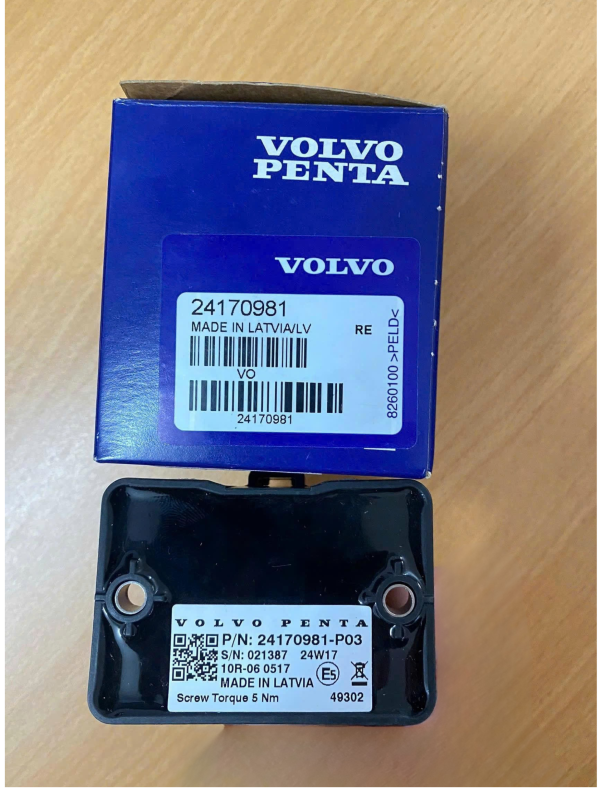 VOLVO
PENTA
VOLVO
24170981
MADE IN LATVIA/LV
RE
VO
24170981
8260100 >PELD<
VOLVO PENTA
P/N: 24170981-P03
S/N: 021387 24W17
10R-06 0517
E5
MADE IN LATVIA
Screw Torque 5 Nm 49302